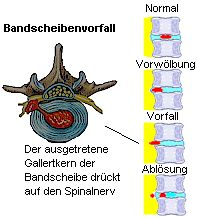 Bandscheibenvorfall
Der ausgetretene
Gallertkern der
Bandscheibe drückt
auf den Spinalnerv
Normal
Vorwölbung
Vorfall
Ablösung